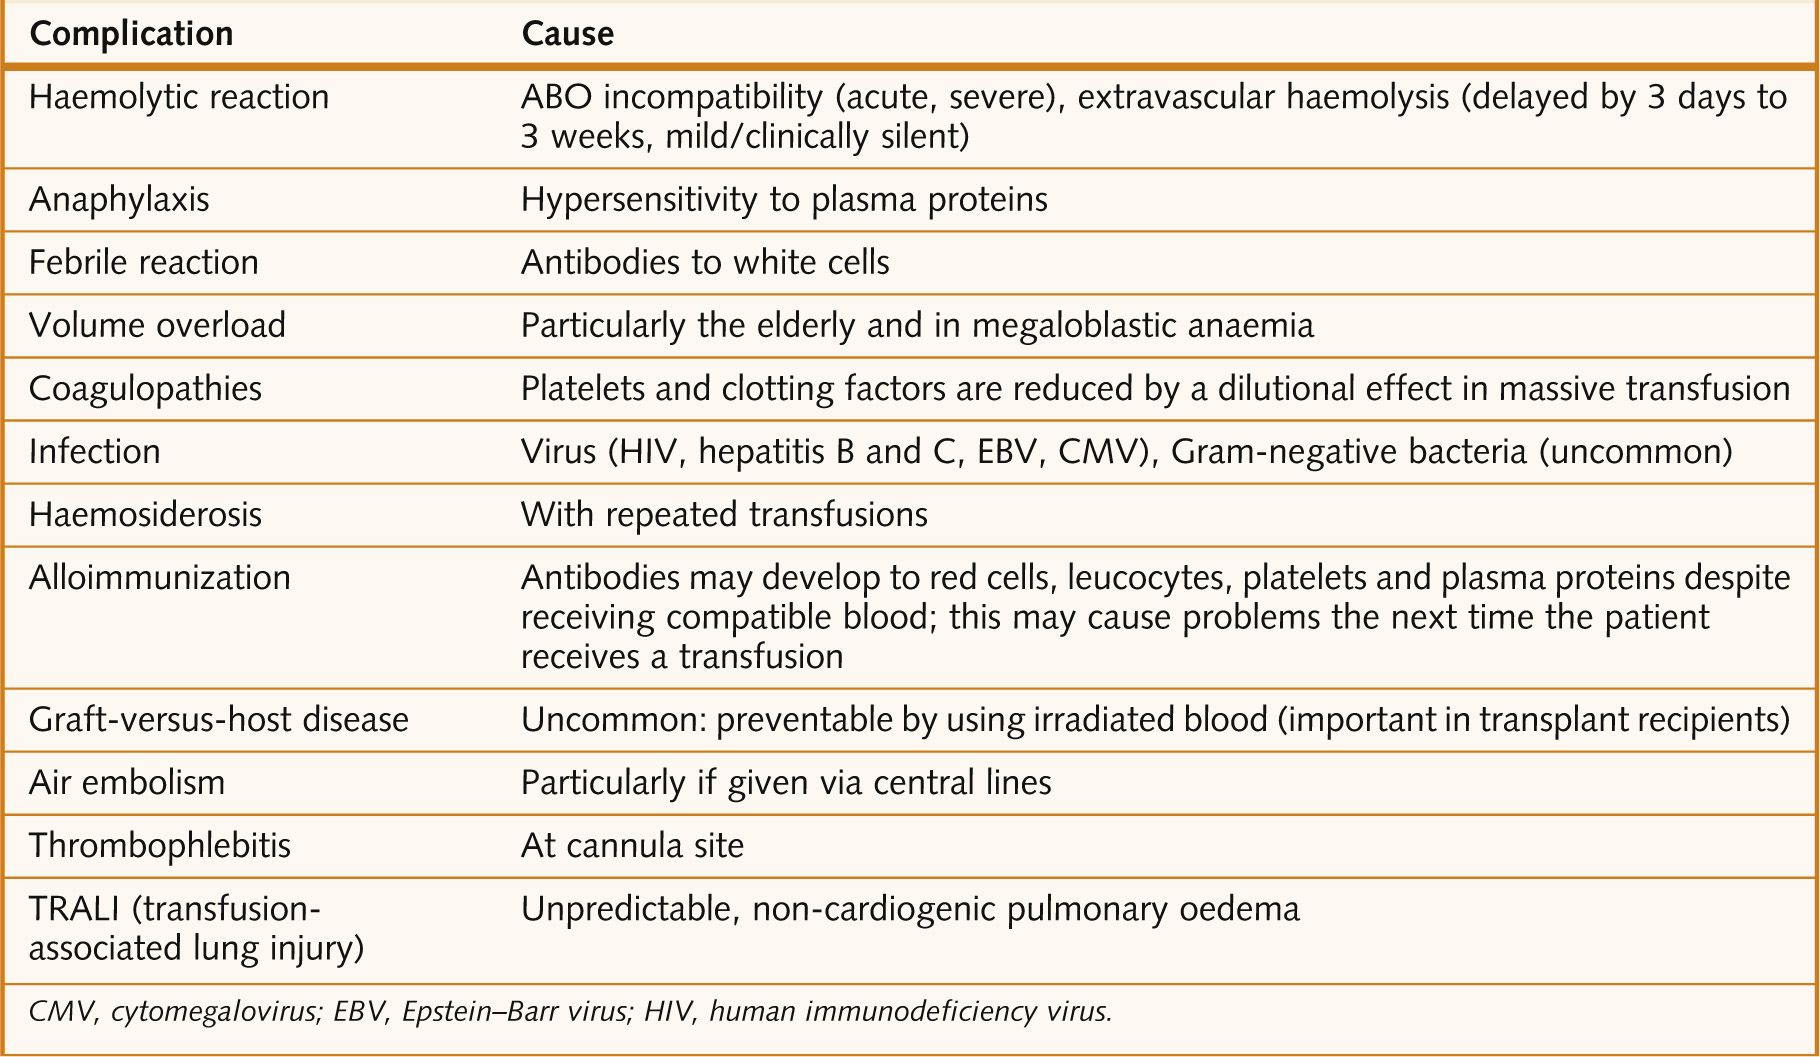 Complication Cause
Haemolytic reaction ABO incompatibility (acute, severe), extravascular haemolysis (delayed by 3 days to
3 weeks, mild/clinically silent)
Anaphylaxis Hypersensitivity to plasma proteins
Febrile reaction Antibodies to white cells
Volume overload Particularly the elderly and in megaloblastic anaemia
Coagulopathies Platelets and clotting factors are reduced by a dilutional effect in massive transfusion
Infection Virus (HIV, hepatitis B and C, EBV, CMV), Gram-negative bacteria (uncommon)
Haemosiderosis With repeated transfusions
Alloimmunization Antibodies may develop to red cells, leucocytes, platelets and plasma proteins despite
receiving compatible blood; this may cause problems the next time the patient
receives a transfusion
Graft-versus-host disease Uncommon: preventable by using irradiated blood (important in transplant recipients)
Air embolism Particularly if given via central lines
Thrombophlebitis At cannula site
TRALI (transfusion- Unpredictable, non-cardiogenic pulmonary oedema
associated lung injury)
CMV, cytomegalovirus; EBV, Epstein–Barr virus; HIV, human immunodeficiency virus.